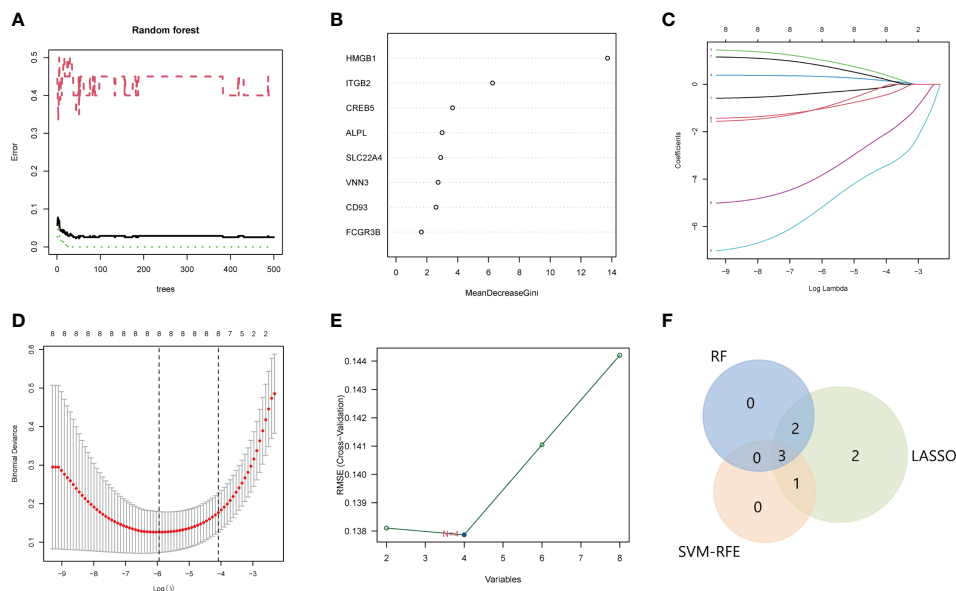 A
Random forest
0.5
0.4
0.3
0.2
0.1
0.0
Error
0
100
200
300
400
500
trees
B
HMGB1
ITGB2
CREB5
ALPL
SLC22A4
VNN3
CD93
FCGR3B
0
2
4
6
8
10
12
14
MeanDecreaseGini
C
8
8
8
8
8
8
2
0
−2
−4
−6
Coefficients
−9
−8
−7
−6
−5
−4
−3
Log Lambda
D
8 8 8 8 8 8 8 8 8 8 8 8 8 8 7 5 2 2
0.6
0.5
0.4
0.3
0.2
0.1
Binomial Deviance
−9
−8
−7
−6
−5
−4
−3
Log(λ)
E
0.144
0.143
0.141
0.140
0.139
0.138
RMSE (Cross−Validation)
N=4
2
3
4
5
6
7
8
Variables
F
RF
0
2
0
3
2
LASSO
1
0
SVM-RFE